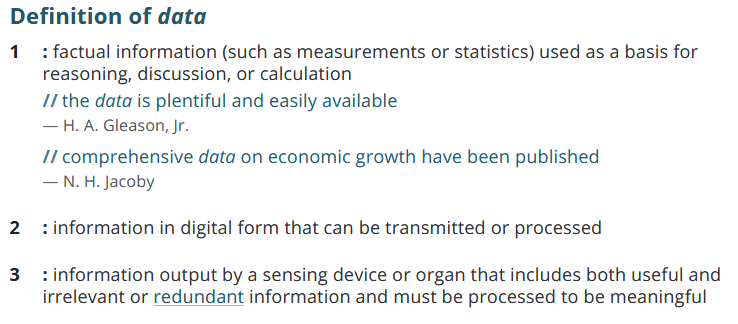 Definition of data
1 : factual information (such as measurements or statistics) used as a basis for
reasoning, discussion, or calculation
// the data is plentiful and easily available
— H. A. Gleason, Jr.
// comprehensive data on economic growth have been published
— N. H. Jacoby
2 : information in digital form that can be transmitted or processed
3 : information output by a sensing device or organ that includes both useful and
irrelevant or redundant information and must be processed to be meaningful